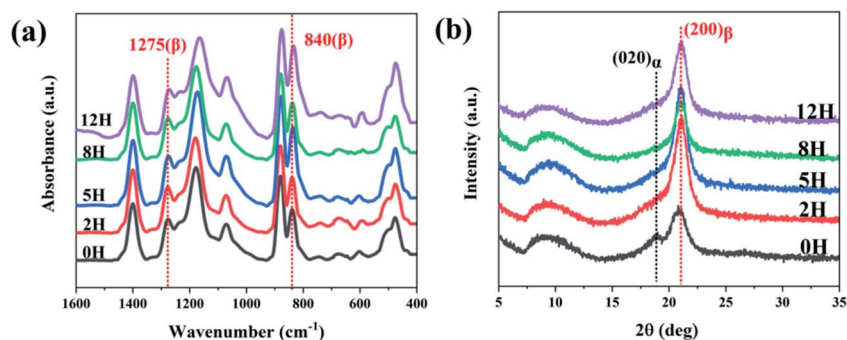 (a)
1275(β)
840(β)
12H
8H
5H
2H
0H
Absorbance (a.u.)
1600 1400 1200 1000 800 600 400
Wavenumber (cm⁻¹)
(b)
(200)β
(020)α
12H
8H
5H
2H
0H
Intensity (a.u.)
5 10 15 20 25 30 35
2θ (deg)